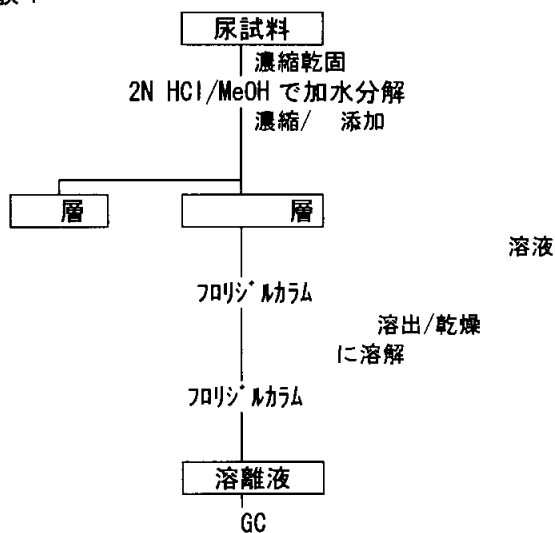 尿試料
濃縮乾固
2N HCl/MeOH で加水分解
濃縮/ 添加
層
層
溶液
フロリジルカラム
溶出/乾燥
に溶解
フロリジルカラム
溶離液
GC